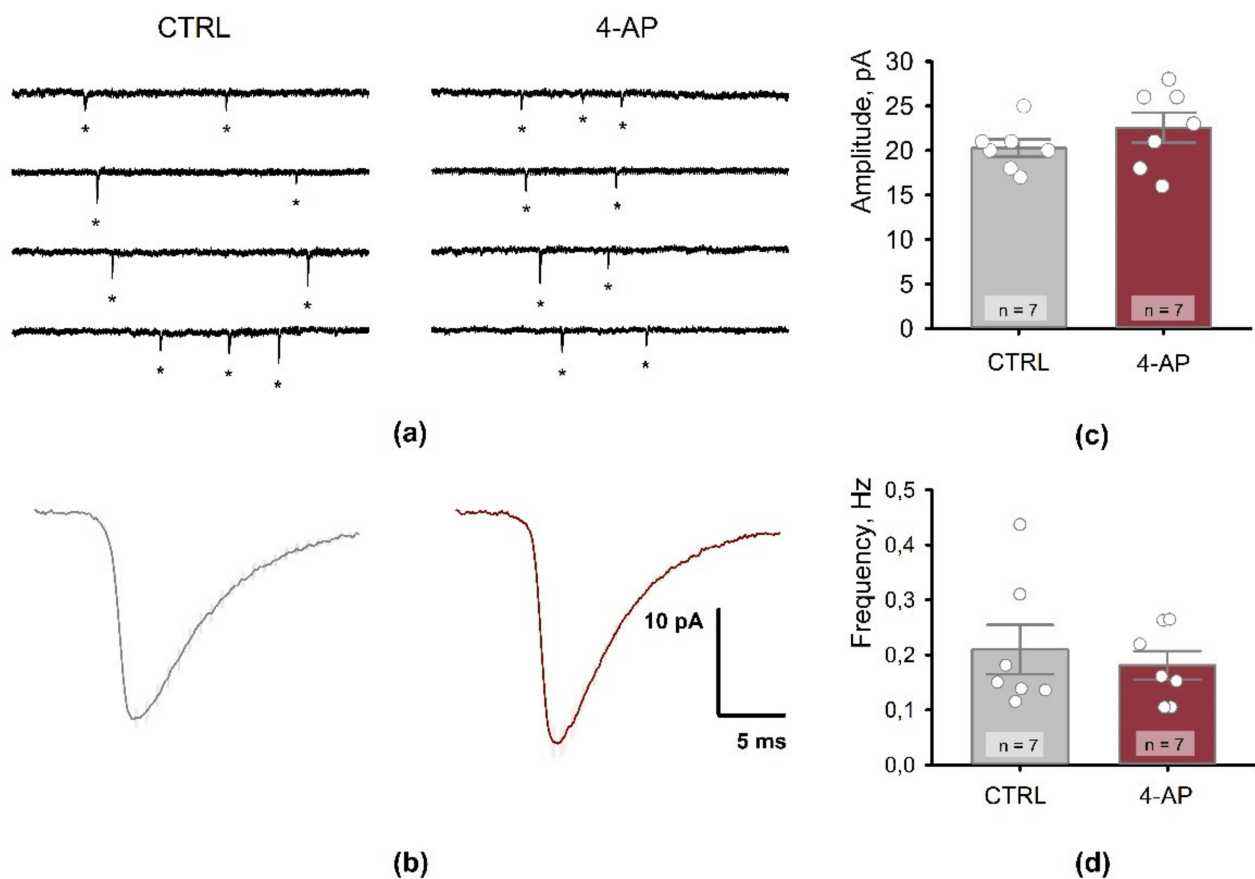 CTRL
4-AP
* *
* * *
* *
* *
* *
* *
* * *
* *
(a)
10 pA
5 ms
(b)
Amplitude, pA
30
25
20
15
10
5
0
n = 7
n = 7
CTRL
4-AP
(c)
Frequency, Hz
0,5
0,4
0,3
0,2
0,1
0,0
n = 7
n = 7
CTRL
4-AP
(d)